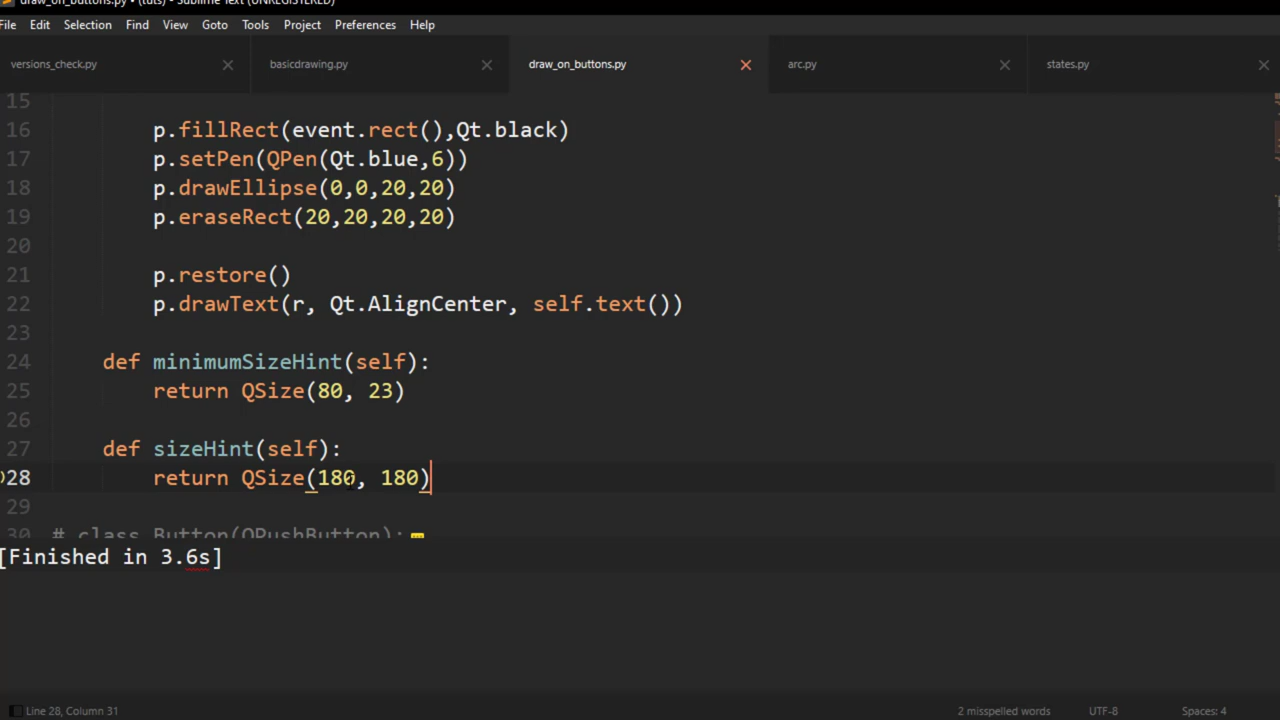 draw_on_buttons.py • (tuts) - Sublime Text (UNREGISTERED)
File Edit Selection Find View Goto Tools Project Preferences Help
versions_check.py basicdrawing.py draw_on_buttons.py arc.py states.py
15
16 p.fillRect(event.rect(),Qt.black)
17 p.setPen(QPen(Qt.blue,6))
18 p.drawEllipse(0,0,20,20)
19 p.eraseRect(20,20,20,20)
20
21 p.restore()
22 p.drawText(r, Qt.AlignCenter, self.text())
23
24 def minimumSizeHint(self):
25 return QSize(80, 23)
26
27 def sizeHint(self):
28 return QSize(180, 180)
29
30 # class Button(QPushButton):
[Finished in 3.6s]
Line 28, Column 31 2 misspelled words UTF-8 Spaces: 4